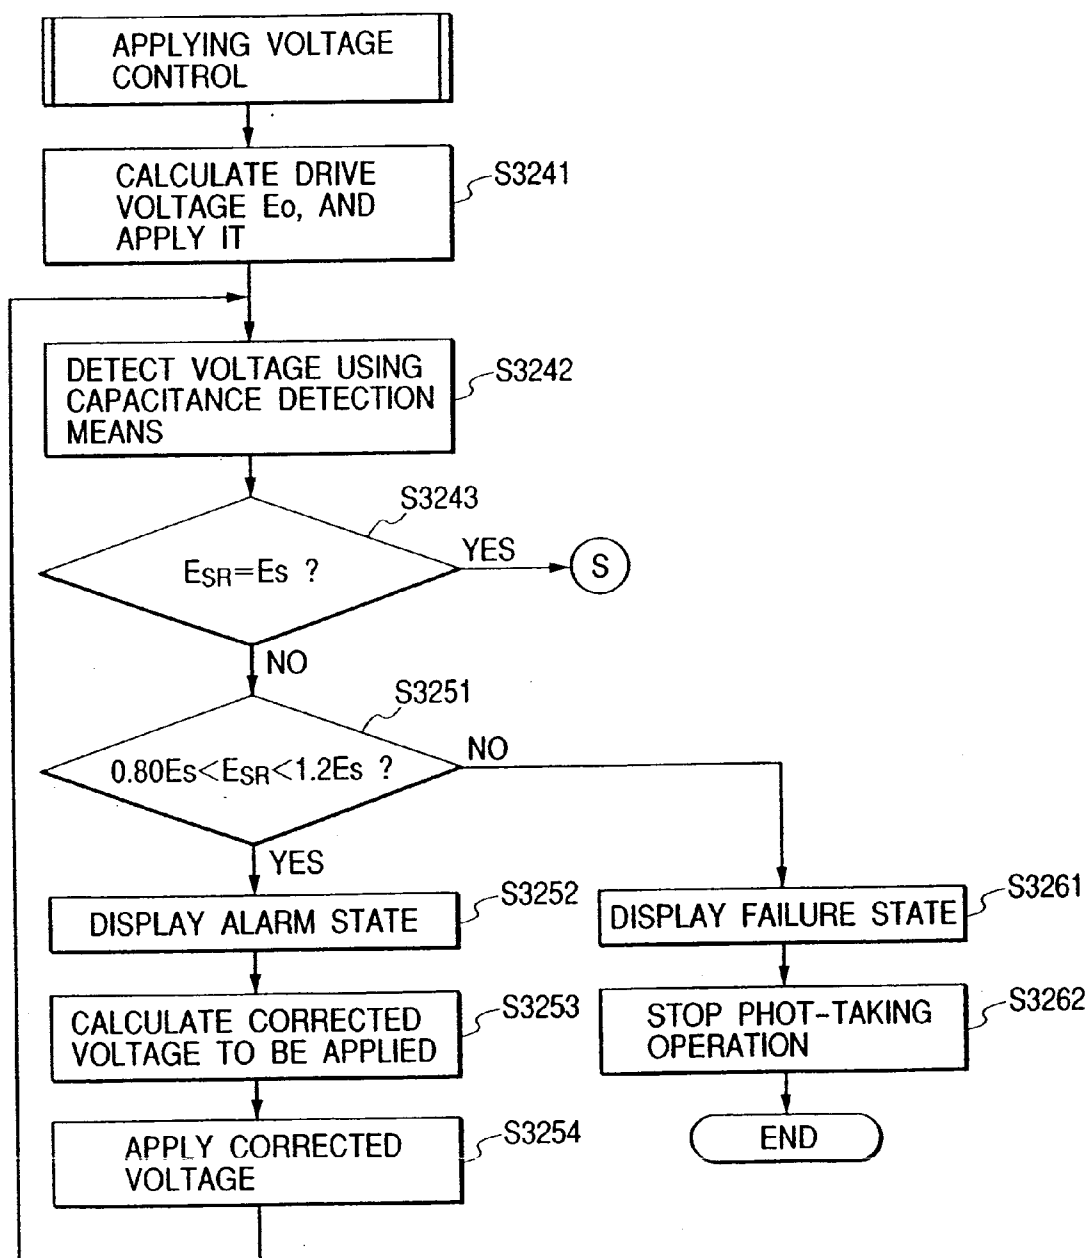 APPLYING VOLTAGE
CONTROL
CALCULATE DRIVE
VOLTAGE Eo, AND
APPLY IT
S3241
DETECT VOLTAGE USING
CAPACITANCE DETECTION
MEANS
S3242
S3243
ESR=Es ?
YES
S
NO
S3251
0.80Es<ESR<1.2Es ?
NO
YES
S3252
DISPLAY ALARM STATE
S3261
DISPLAY FAILURE STATE
S3253
CALCULATE CORRECTED
VOLTAGE TO BE APPLIED
S3262
STOP PHOT-TAKING
OPERATION
S3254
APPLY CORRECTED
VOLTAGE
END